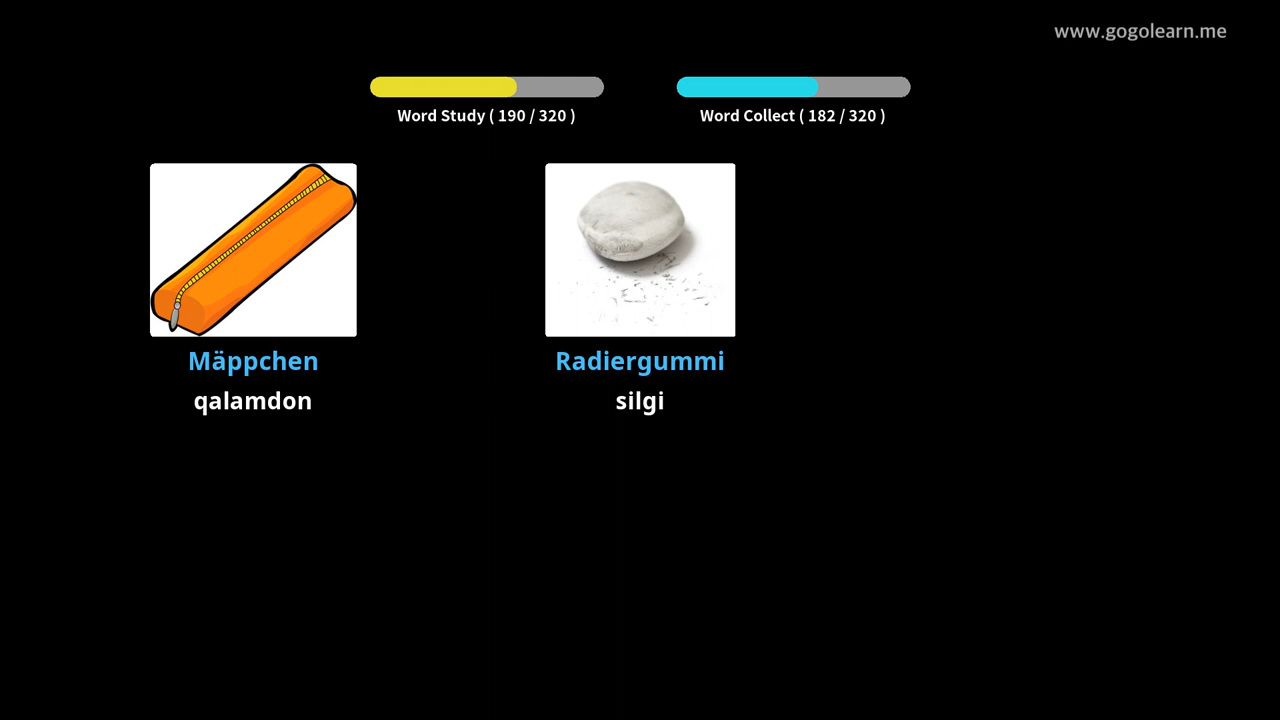 www.gogolearn.me
Word Study ( 190 / 320 )
Word Collect ( 182 / 320 )
Mäppchen
qalamdon
Radiergummi
silgi